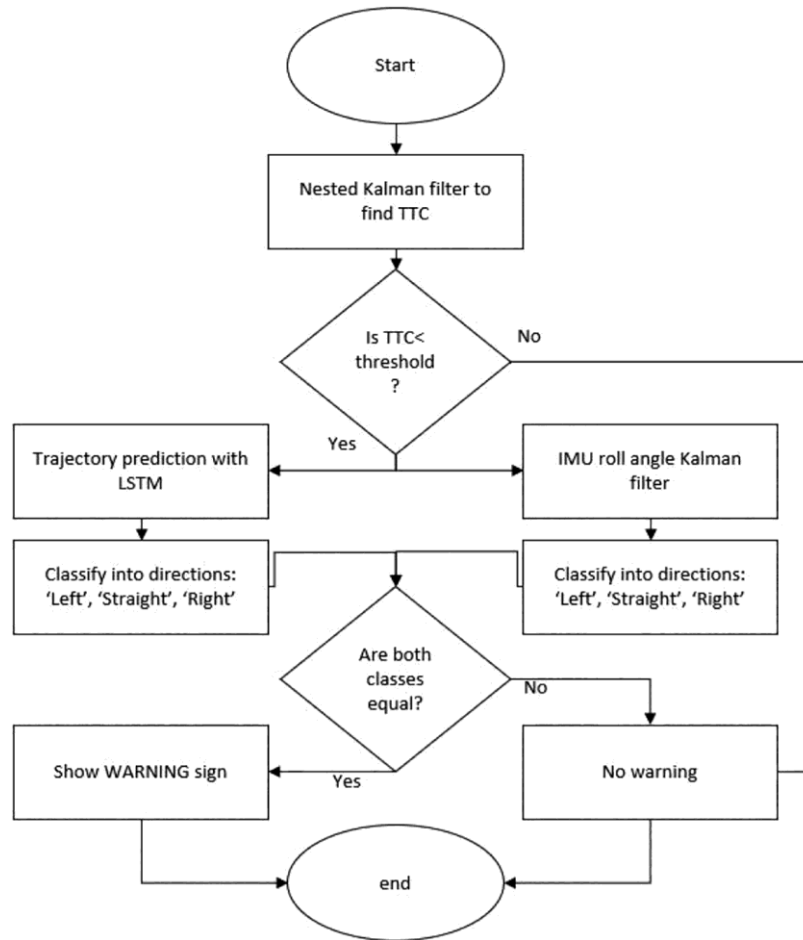 Start
Nested Kalman filter to
find TTC
Is TTC<
threshold
?
No
Yes
Trajectory prediction with
LSTM
IMU roll angle Kalman
filter
Classify into directions:
‘Left’, ‘Straight’, ‘Right’
Classify into directions:
‘Left’, ‘Straight’, ‘Right’
Are both
classes
equal?
No
Show WARNING sign
Yes
No warning
end